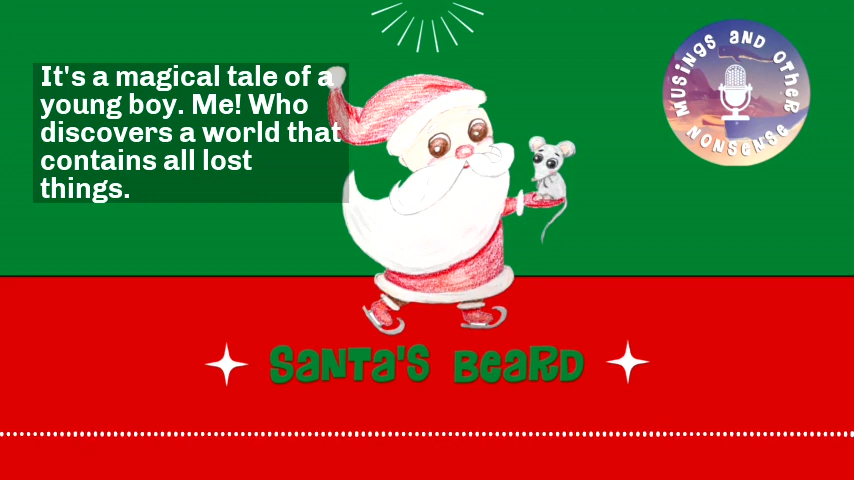 It's a magical tale of a
young boy. Me! Who
discovers a world that
contains all lost
things.
MUSiNGS aND OTHeR
NONSeNSe
SaNTa'S BeaRD